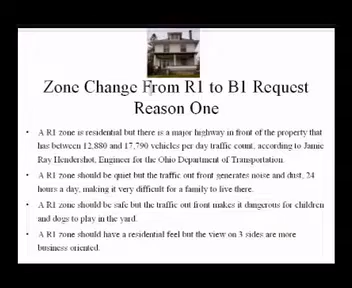 Zone Change From R1 to B1 Request
Reason One
• A R1 zone is residential but there is a major highway in front of the property that
has between 12,880 and 17,790 vehicles per day traffic count, according to Jamie
Ray Hendershot, Engineer for the Ohio Department of Transportation.
• A R1 zone should be quiet but the traffic out front generates noise and dust, 24
hours a day, making it very difficult for a family to live there.
• A R1 zone should be safe but the traffic out front makes it dangerous for children
and dogs to play in the yard.
• A R1 zone should have a residential feel but the view on 3 sides are more
business oriented.